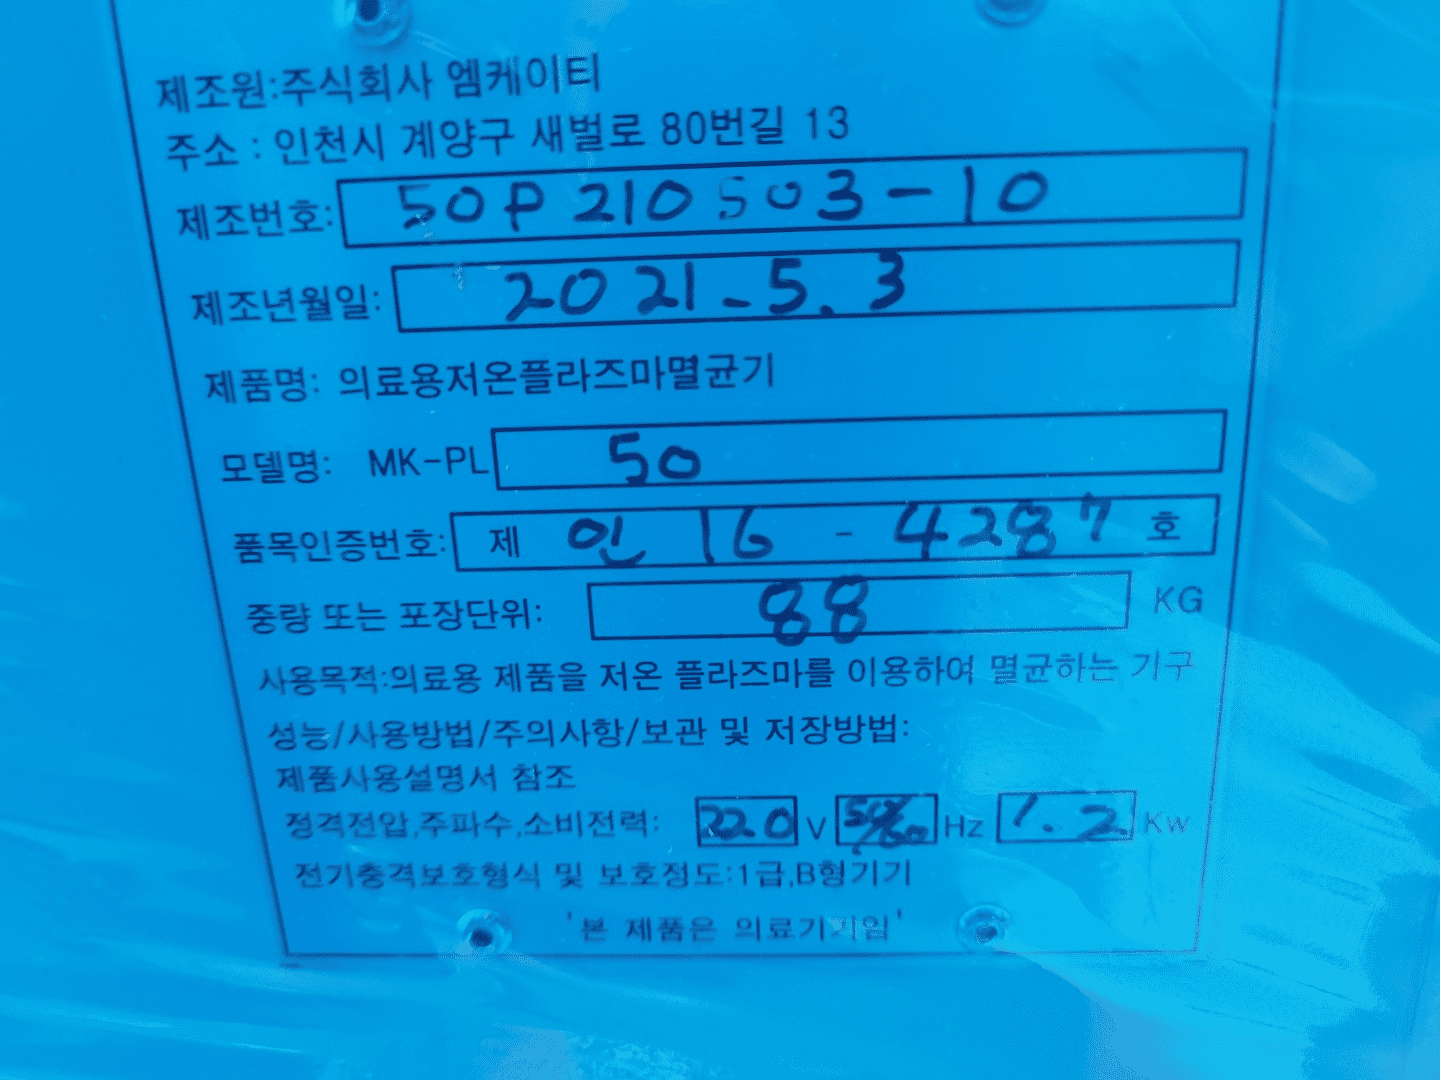 제조원:주식회사 엠케이티
주소 : 인천시 계양구 새벌로 80번길 13
제조번호: 50P 210503-10
제조년월일: 2021.5.3
제품명: 의료용저온플라즈마멸균기
모델명: MK-PL 50
품목인증번호: 제 인 16 - 4287 호
중량 또는 포장단위: 88 KG
사용목적:의료용 제품을 저온 플라즈마를 이용하여 멸균하는 기구
성능/사용방법/주의사항/보관 및 저장방법:
제품사용설명서 참조
정격전압,주파수,소비전력: 220 V 50/60 Hz 1.2 Kw
전기충격보호형식 및 보호정도:1급,B형기기
'본 제품은 의료기기임'